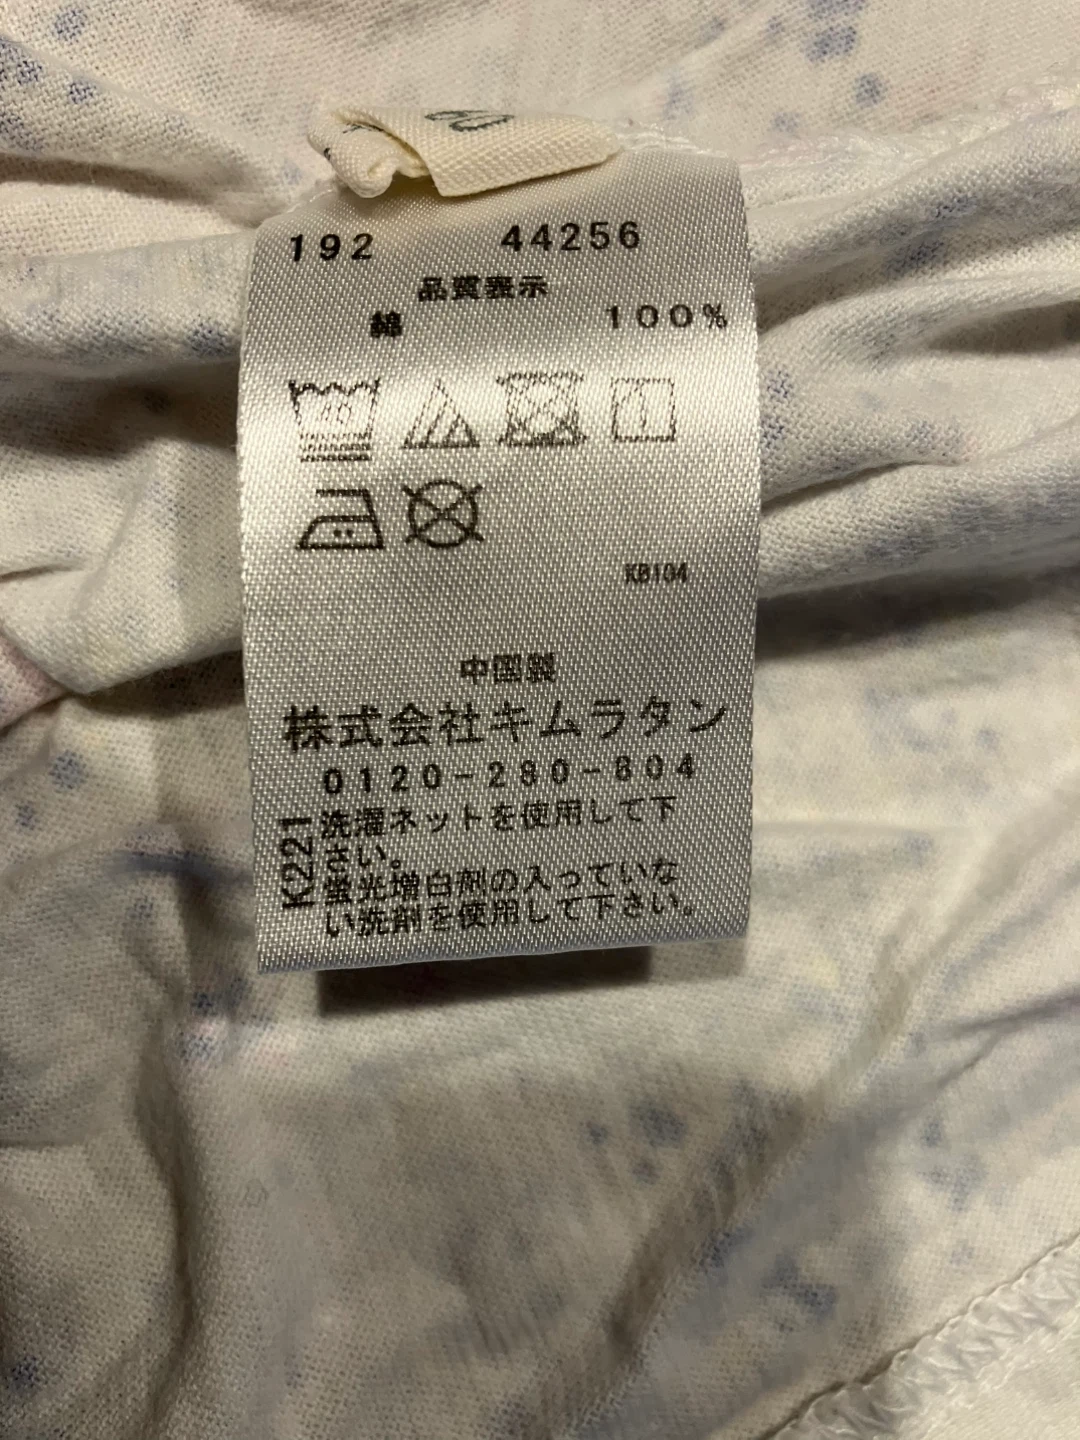 60
192 44256
品質表示
綿 100%
40
KB104
中国製
株式会社キムラタン
0120-280-804
K221
洗濯ネットを使用して下
さい。
蛍光増白剤の入っていな
い洗剤を使用して下さい。